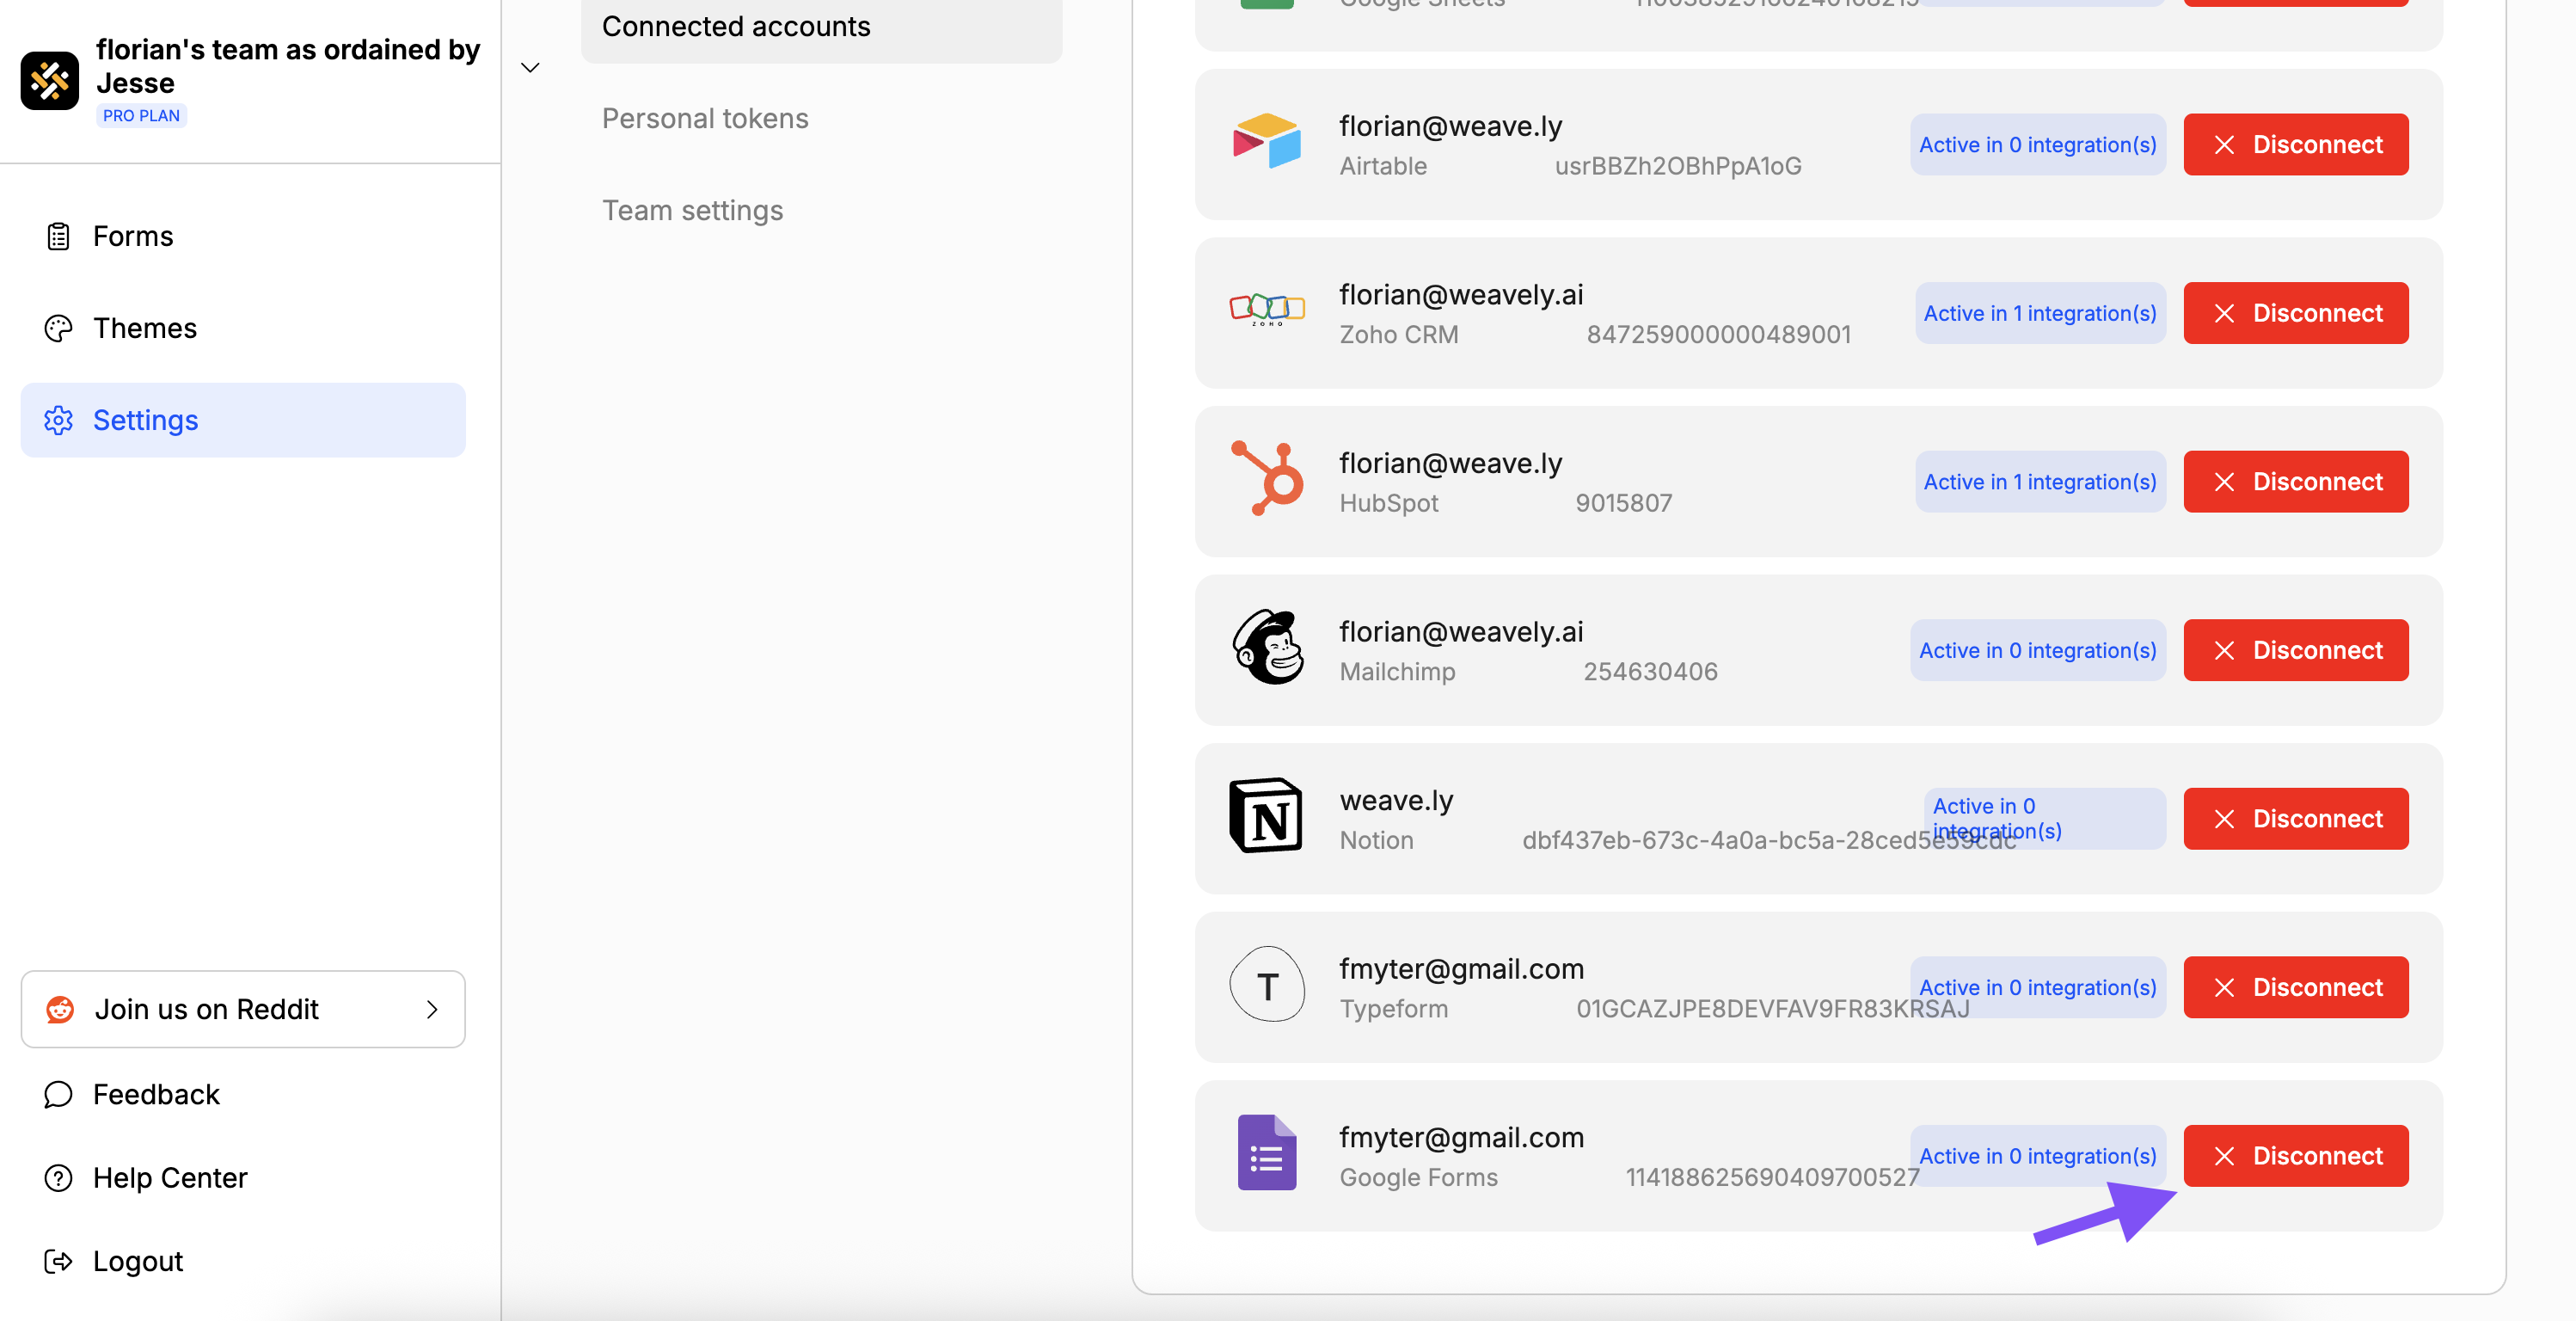 florian's team as ordained by
Jesse
PRO PLAN
Forms
Themes
Settings
Join us on Reddit
Feedback
Help Center
Logout
Connected accounts
Personal tokens
Team settings
Google Sheets
florian@weave.ly
Airtable usrBBZh2OBhPpA1oG
Active in 0 integration(s)
Disconnect
florian@weavely.ai
Zoho CRM 847259000000489001
Active in 1 integration(s)
Disconnect
ZOHO
florian@weave.ly
HubSpot 9015807
Active in 1 integration(s)
Disconnect
florian@weavely.ai
Mailchimp 254630406
Active in 0 integration(s)
Disconnect
N
weave.ly
Notion dbf437eb-673c-4a0a-bc5a-28ced5e59cdc
Active in 0
integration(s)
Disconnect
T
fmyter@gmail.com
Typeform 01GCAZJPE8DEVFAV9FR83KRSAJ
Active in 0 integration(s)
Disconnect
fmyter@gmail.com
Google Forms 114188625690409700527
Active in 0 integration(s)
Disconnect